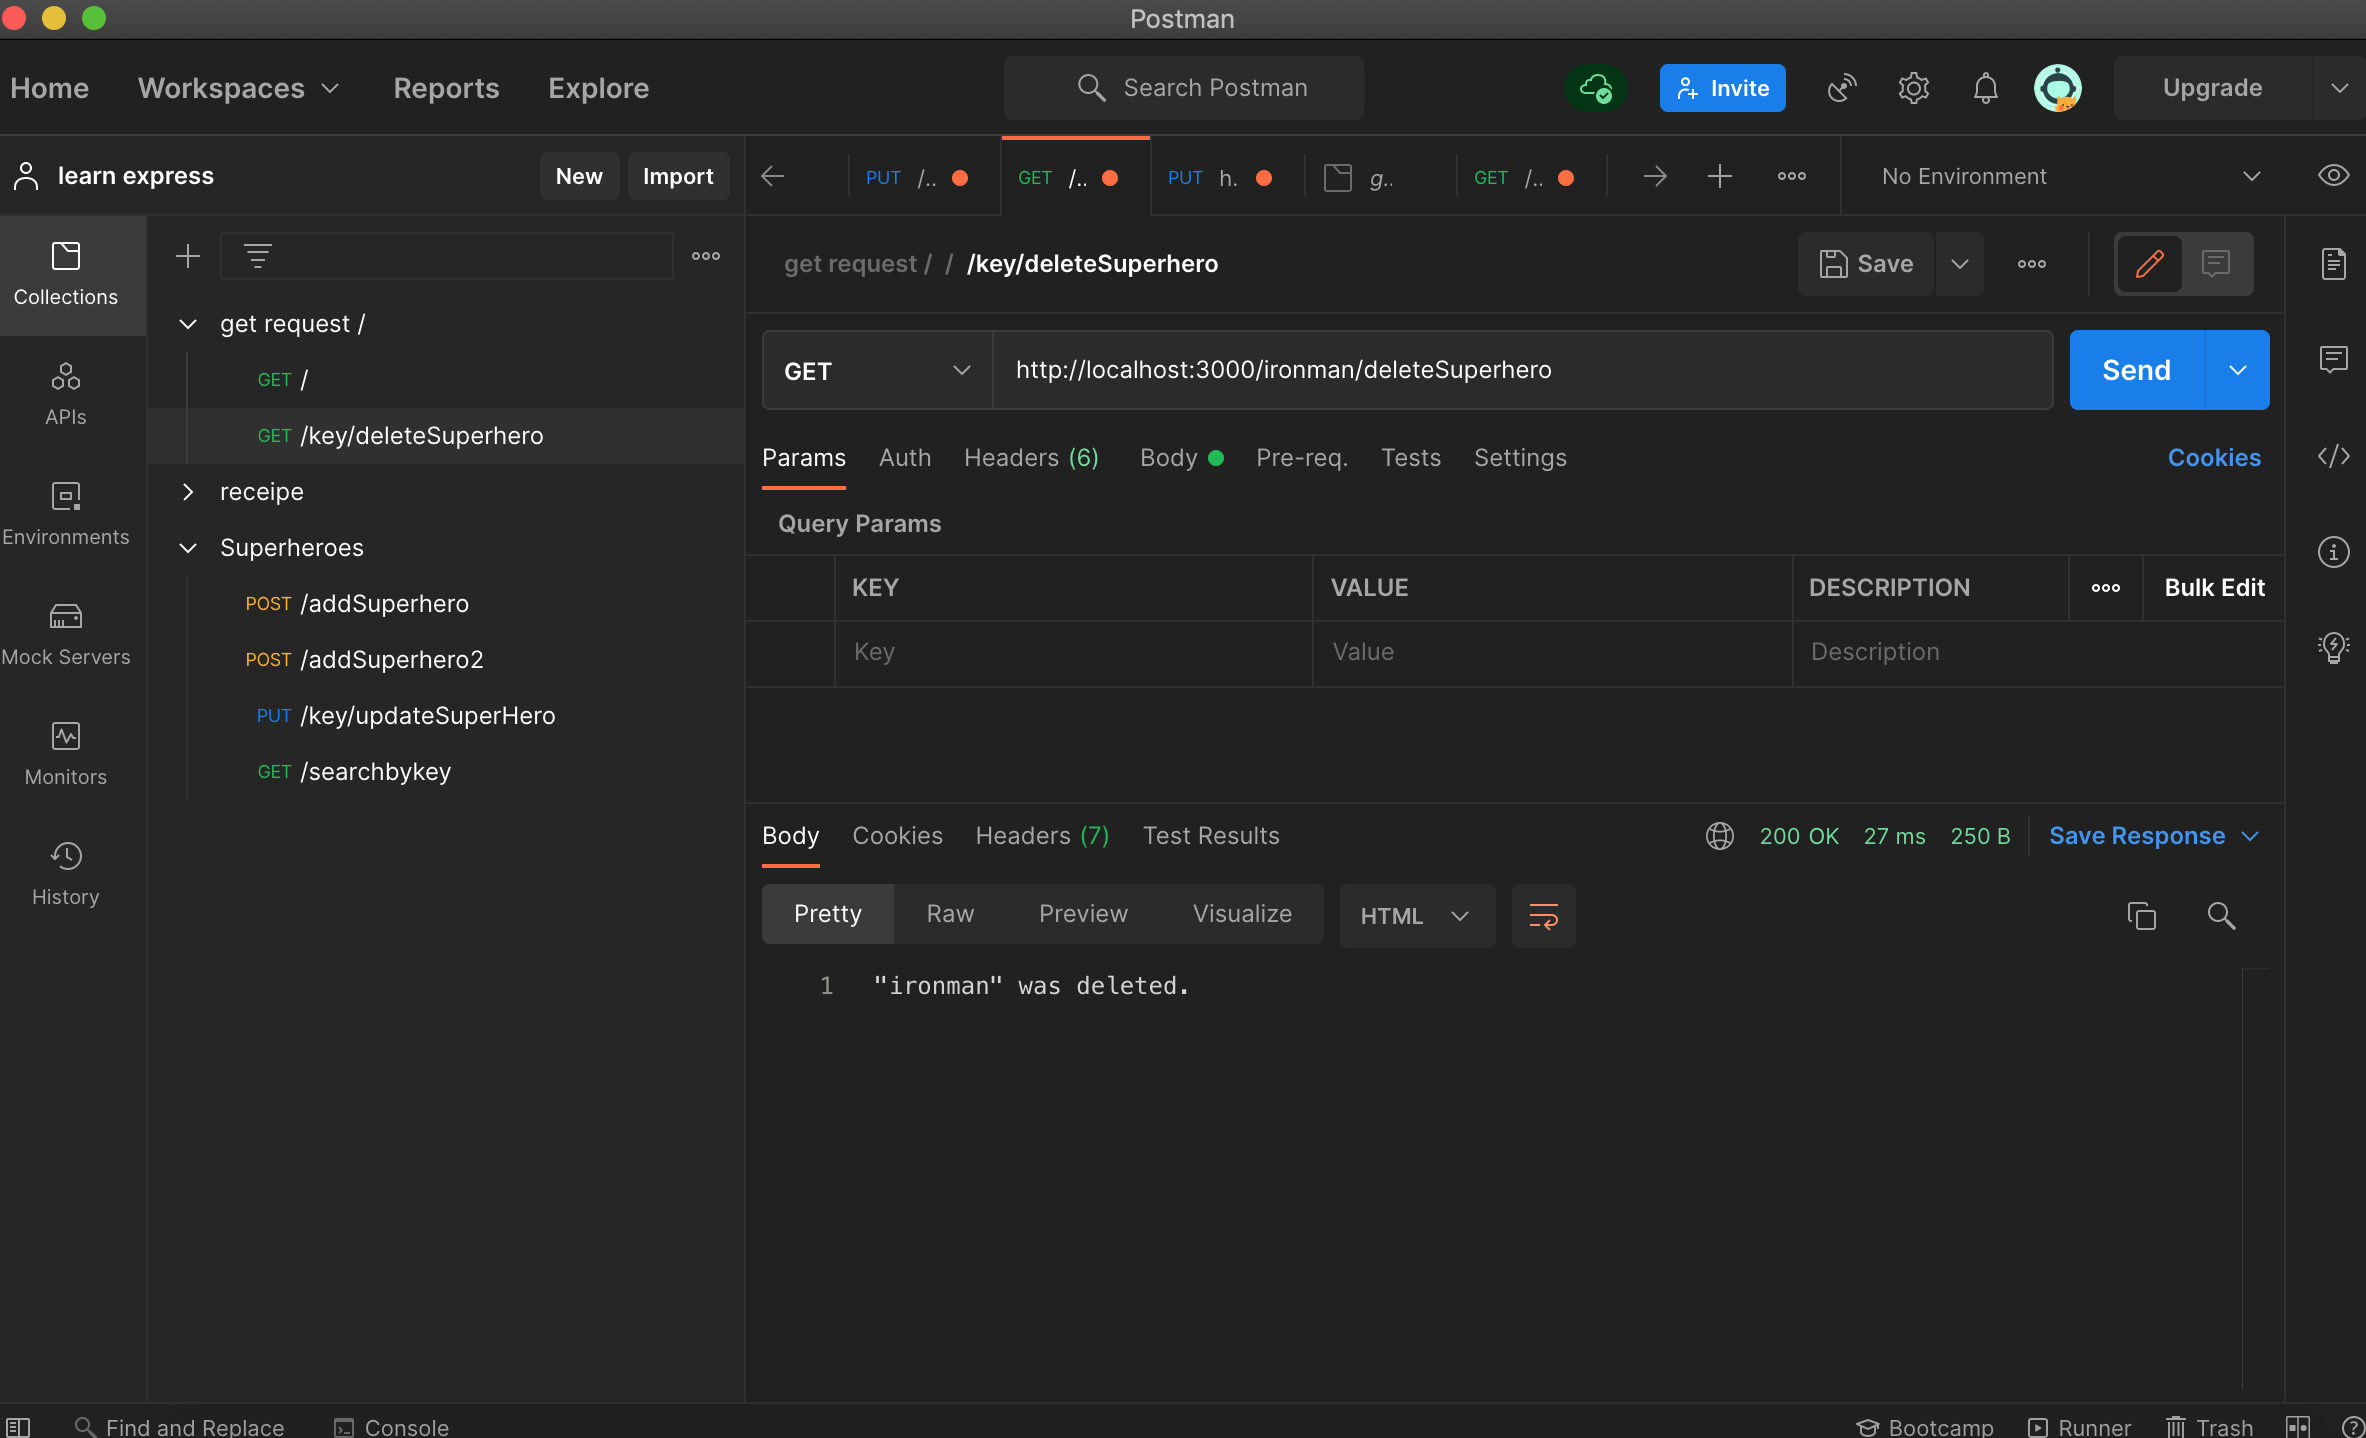 Postman
Home Workspaces Reports Explore Search Postman Invite Upgrade
learn express New Import PUT /.. GET /.. PUT h. g.. GET /.. No Environment
Collections
APIs
Environments
Mock Servers
Monitors
History
get request /
GET /
GET /key/deleteSuperhero
receipe
Superheroes
POST /addSuperhero
POST /addSuperhero2
PUT /key/updateSuperHero
GET /searchbykey
get request / / /key/deleteSuperhero Save
GET http://localhost:3000/ironman/deleteSuperhero Send
Params Auth Headers (6) Body Pre-req. Tests Settings Cookies
Query Params
KEY VALUE DESCRIPTION Bulk Edit
Key Value Description
Body Cookies Headers (7) Test Results 200 OK 27 ms 250 B Save Response
Pretty Raw Preview Visualize HTML
1 "ironman" was deleted.
Find and Replace Console Bootcamp Runner Trash